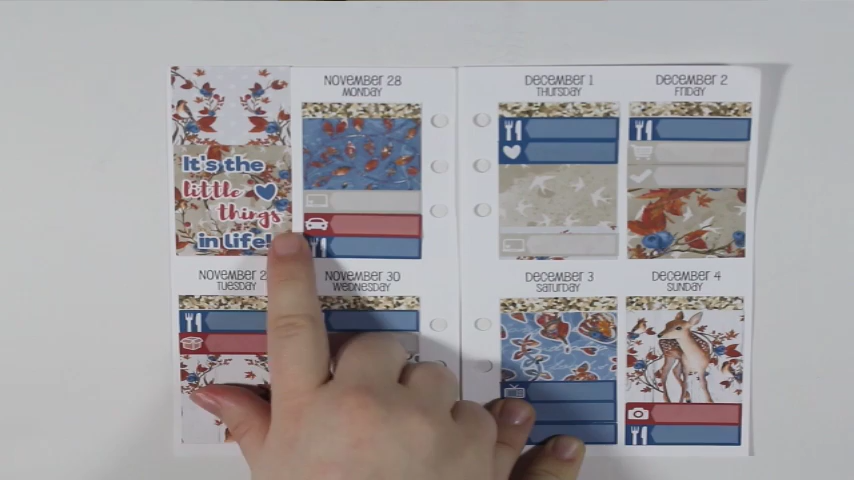 It's the
little
things
in life!
NOVEMBER 28
MONDAY
NOVEMBER 2
TUESDAY
NOVEMBER 30
WEDNESDAY
DECEMBER 1
THURSDAY
DECEMBER 2
FRIDAY
DECEMBER 3
SATURDAY
DECEMBER 4
SUNDAY